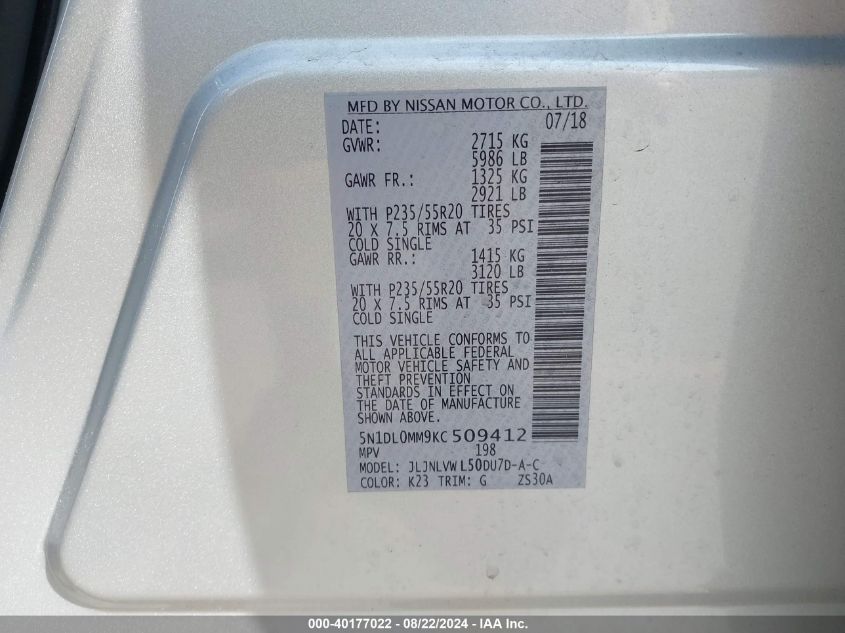 MFD BY NISSAN MOTOR CO., LTD.
DATE: 07/18
GVWR: 2715 KG
5986 LB
GAWR FR.: 1325 KG
2921 LB
WITH P235/55R20 TIRES
20 X 7.5 RIMS AT 35 PSI
COLD SINGLE
GAWR RR.: 1415 KG
3120 LB
WITH P235/55R20 TIRES
20 X 7.5 RIMS AT 35 PSI
COLD SINGLE
THIS VEHICLE CONFORMS TO
ALL APPLICABLE FEDERAL
MOTOR VEHICLE SAFETY AND
THEFT PREVENTION
STANDARDS IN EFFECT ON
THE DATE OF MANUFACTURE
SHOWN ABOVE.
5N1DL0MM9KC 509412
MPV 198
MODEL: JLJNLVW L50DU7D-A-C
COLOR: K23 TRIM: G ZS30A
000-40177022 - 08/22/2024 - IAA Inc.